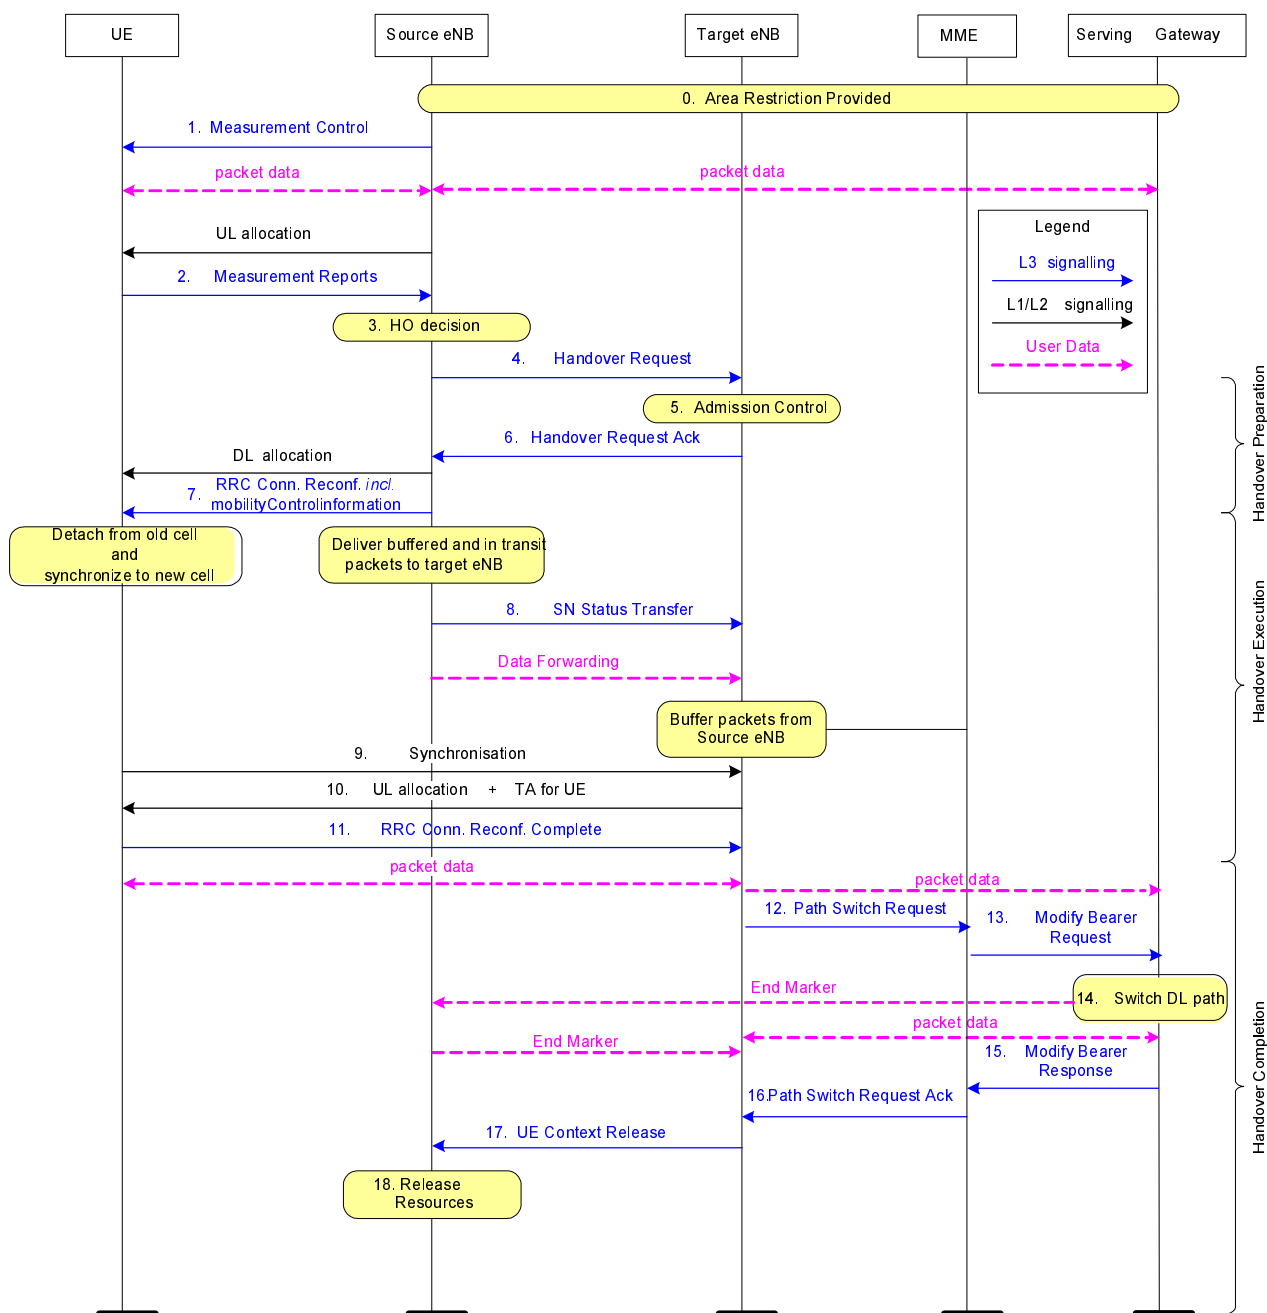 UE
Source eNB
Target eNB
MME
Serving Gateway
0. Area Restriction Provided
1. Measurement Control
packet data
packet data
UL allocation
Legend
L3 signalling
L1/L2 signalling
User Data
2. Measurement Reports
3. HO decision
4. Handover Request
5. Admission Control
6. Handover Request Ack
DL allocation
7. RRC Conn. Reconf. incl.
mobilityControlinformation
Handover Preparation
Detach from old cell
and
synchronize to new cell
Deliver buffered and in transit
packets to target eNB
8. SN Status Transfer
Data Forwarding
Buffer packets from
Source eNB
9. Synchronisation
10. UL allocation + TA for UE
11. RRC Conn. Reconf. Complete
Handover Execution
packet data
packet data
12. Path Switch Request
13. Modify Bearer
Request
End Marker
14. Switch DL path
packet data
End Marker
15. Modify Bearer
Response
16.Path Switch Request Ack
17. UE Context Release
18. Release
Resources
Handover Completion